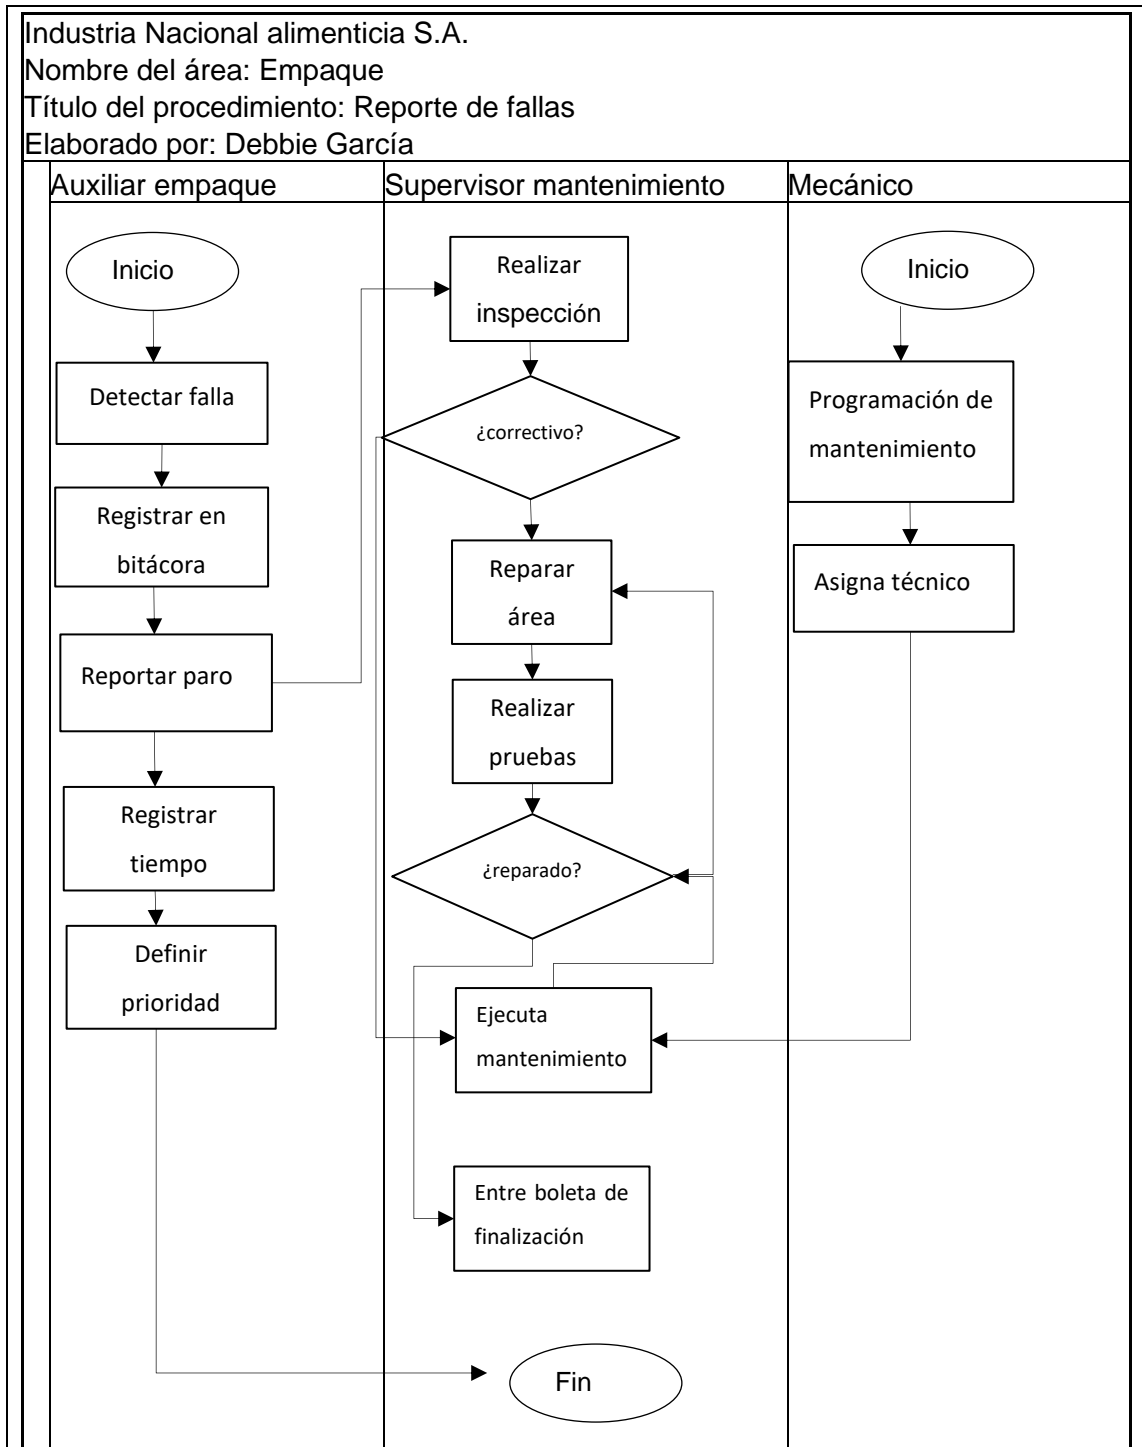 Industria Nacional alimenticia S.A.
Nombre del área: Empaque
Título del procedimiento: Reporte de fallas
Elaborado por: Debbie García
Auxiliar empaque
Supervisor mantenimiento
Mecánico
Inicio
Detectar falla
Registrar en
bitácora
Reportar paro
Registrar
tiempo
Definir
prioridad
Realizar
inspección
¿correctivo?
Reparar
área
Realizar
pruebas
¿reparado?
Ejecuta
mantenimiento
Entre boleta de
finalización
Fin
Inicio
Programación de
mantenimiento
Asigna técnico